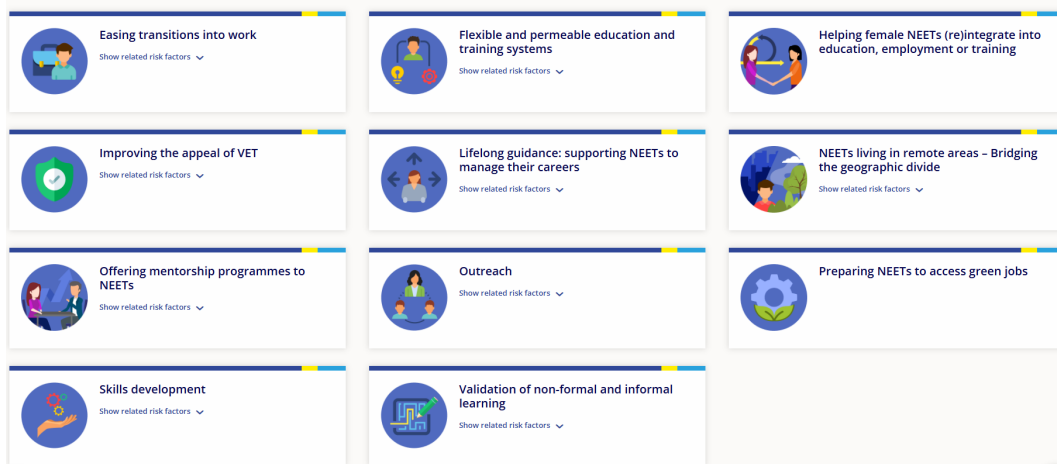 Easing transitions into work
Show related risk factors
Flexible and permeable education and
training systems
Show related risk factors
Helping female NEETs (re)integrate into
education, employment or training
Improving the appeal of VET
Show related risk factors
Lifelong guidance: supporting NEETs to
manage their careers
Show related risk factors
NEETs living in remote areas – Bridging
the geographic divide
Show related risk factors
Offering mentorship programmes to
NEETs
Show related risk factors
Outreach
Show related risk factors
Preparing NEETs to access green jobs
Skills development
Show related risk factors
Validation of non-formal and informal
learning
Show related risk factors